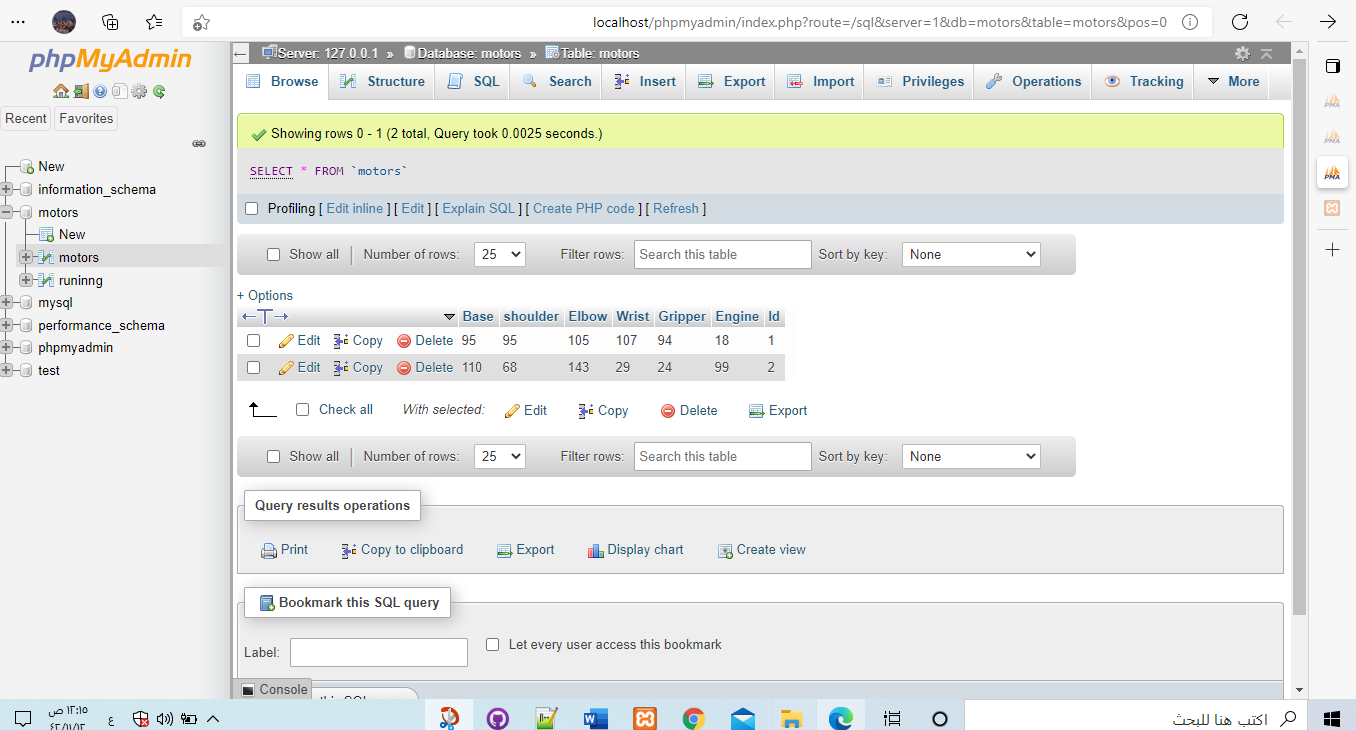 localhost/phpmyadmin/index.php?route=/sql&server=1&db=motors&table=motors&pos=0
phpMyAdmin
Recent Favorites
New
information_schema
motors
New
motors
runinng
mysql
performance_schema
phpmyadmin
test
Server: 127.0.0.1 » Database: motors » Table: motors
Browse Structure SQL Search Insert Export Import Privileges Operations Tracking More
Showing rows 0 - 1 (2 total, Query took 0.0025 seconds.)
SELECT * FROM `motors`
Profiling [ Edit inline ] [ Edit ] [ Explain SQL ] [ Create PHP code ] [ Refresh ]
Show all Number of rows: 25 Filter rows: Search this table Sort by key: None
+ Options
Base shoulder Elbow Wrist Gripper Engine Id
Edit Copy Delete 95 95 105 107 94 18 1
Edit Copy Delete 110 68 143 29 24 99 2
Check all With selected: Edit Copy Delete Export
Show all Number of rows: 25 Filter rows: Search this table Sort by key: None
Query results operations
Print Copy to clipboard Export Display chart Create view
Bookmark this SQL query
Label: Let every user access this bookmark
Console
PMA
PMA
PMA
١٢:١٥ ص
ع
اكتب هنا للبحث